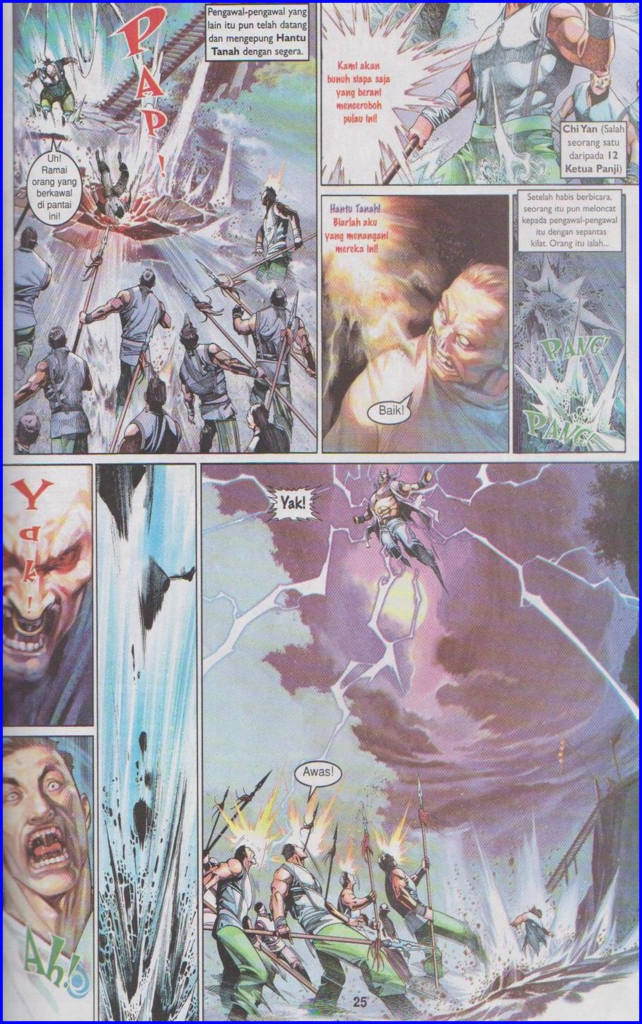 Pengawal-pengawal yang
lain itu pun telah datang
dan mengepung Hantu
Tanah dengan segera.
PAP!
Uh!
Ramai
orang yang
berkawal
di pantai
ini!
Kami akan
bunuh siapa saja
yang berani
menceroboh
pulau ini!
Chi Yan (Salah
seorang satu
daripada 12
Ketua Panji)
Hantu Tanah!
Biarlah aku
yang menangani
mereka ini!
Baik!
Setelah habis berbicara,
seorang itu pun meloncat
kepada pengawal-pengawal
itu dengan sepantas
kilat. Orang itu ialah...
PANG!
PANG!
Yak!
Ah!
Yak!
Awas!
25